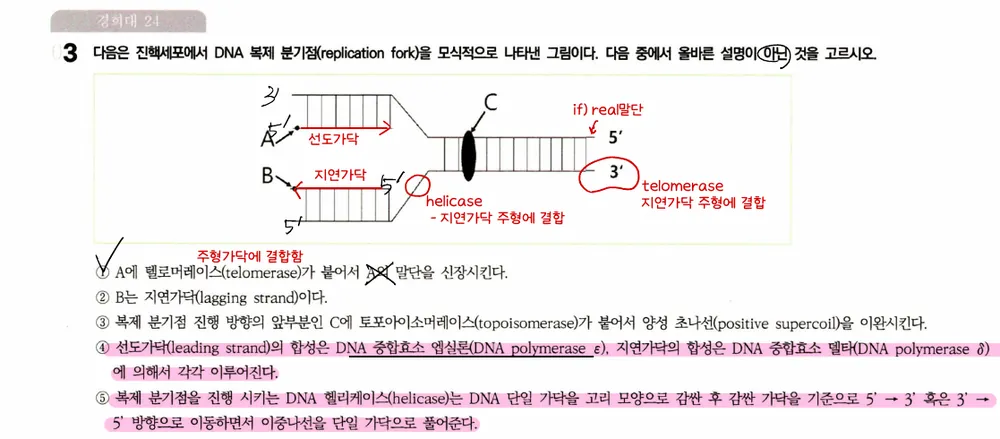 경희대 24
3 다음은 진핵세포에서 DNA 복제 분기점(replication fork)을 모식적으로 나타낸 그림이다. 다음 중에서 올바른 설명이 아닌 것을 고르시오.
3'
C
if) real말단
5'
A
5'
선도가닥
B
지연가닥
5'
3'
helicase
- 지연가닥 주형에 결합
telomerase
지연가닥 주형에 결합
5'
주형가닥에 결합함
① A에 텔로머레이스(telomerase)가 붙어서 A의 말단을 신장시킨다.
② B는 지연가닥(lagging strand)이다.
③ 복제 분기점 진행 방향의 앞부분인 C에 토포아이소머레이스(topoisomerase)가 붙어서 양성 초나선(positive supercoil)을 이완시킨다.
④ 선도가닥(leading strand)의 합성은 DNA 중합효소 엡실론(DNA polymerase ε), 지연가닥의 합성은 DNA 중합효소 델타(DNA polymerase δ)
에 의해서 각각 이루어진다.
⑤ 복제 분기점을 진행 시키는 DNA 헬리케이스(helicase)는 DNA 단일 가닥을 고리 모양으로 감싼 후 감싼 가닥을 기준으로 5' → 3' 혹은 3' →
5' 방향으로 이동하면서 이중나선을 단일 가닥으로 풀어준다.